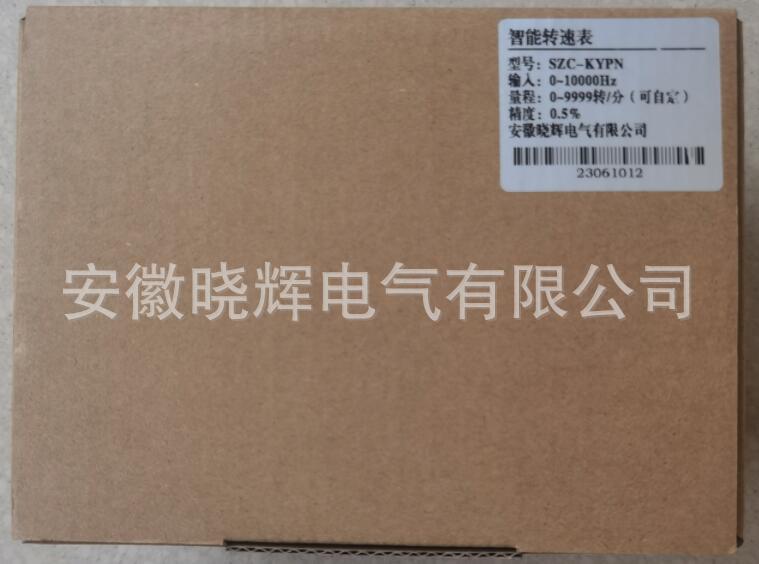 智能转速表
型号：SZC-KYPN
输入：0~10000Hz
量程：0~9999转/分（可自定）
精度：0.5%
安徽晓辉电气有限公司
23061012
安徽晓辉电气有限公司